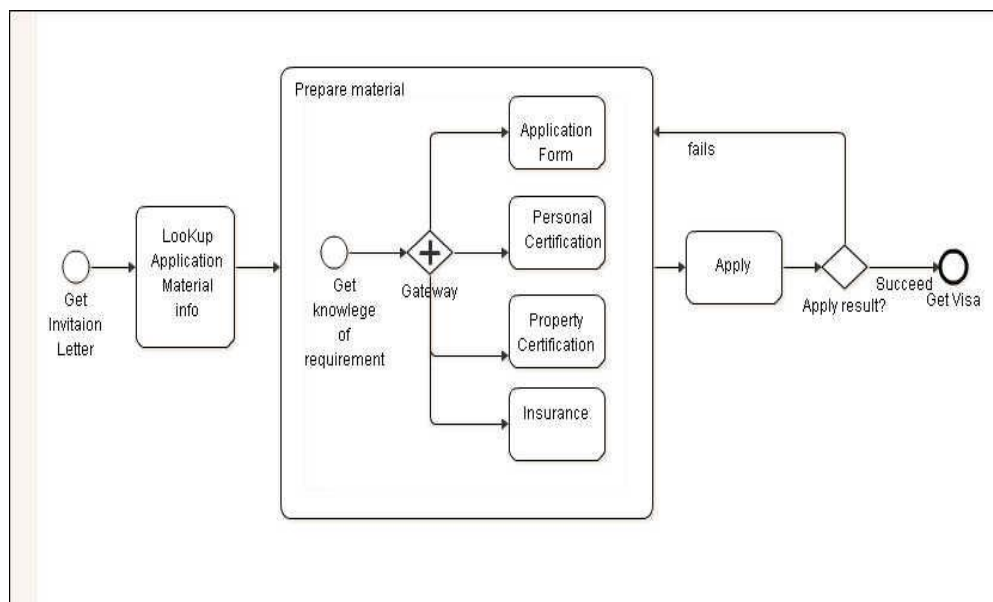 Prepare material
Application
Form
fails
Personal
Certification
LooKup
Application
Material
info
Get
Invitaion
Letter
Get
knowlege
of
requirement
Gateway
Property
Certification
Insurance
Apply
Apply result?
Succeed
Get Visa